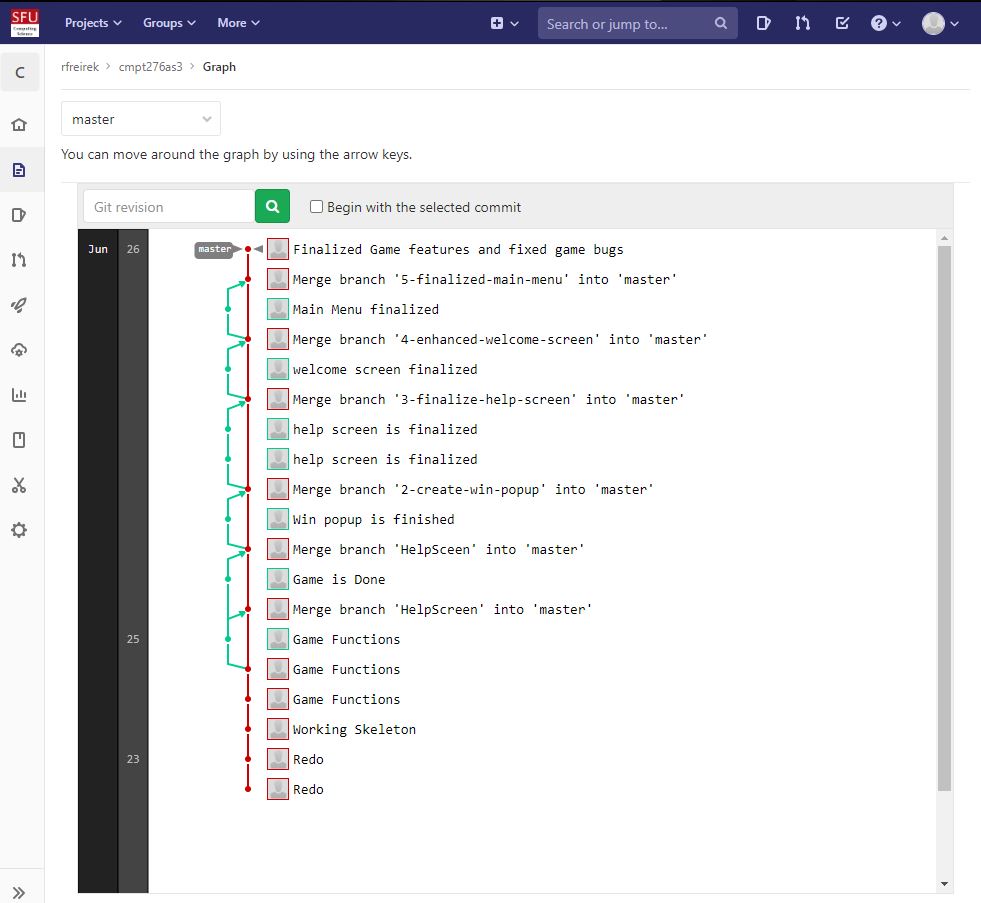 SFU Computing Science Projects Groups More Search or jump to...
C rfreirek > cmpt276as3 > Graph
master
You can move around the graph by using the arrow keys.
Git revision Begin with the selected commit
Jun 26 master Finalized Game features and fixed game bugs
Merge branch '5-finalized-main-menu' into 'master'
Main Menu finalized
Merge branch '4-enhanced-welcome-screen' into 'master'
welcome screen finalized
Merge branch '3-finalize-help-screen' into 'master'
help screen is finalized
help screen is finalized
Merge branch '2-create-win-popup' into 'master'
Win popup is finished
Merge branch 'HelpSceen' into 'master'
Game is Done
Merge branch 'HelpScreen' into 'master'
25 Game Functions
Game Functions
Game Functions
Working Skeleton
23 Redo
Redo